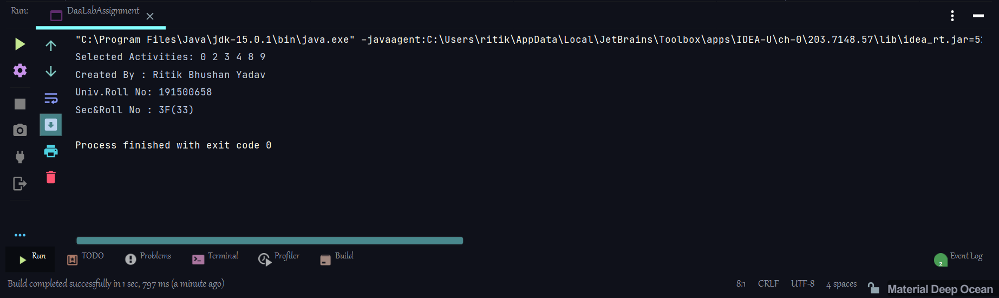 Run: DaaLabAssignment
"C:\Program Files\Java\jdk-15.0.1\bin\java.exe" -javaagent:C:\Users\ritik\AppData\Local\JetBrains\Toolbox\apps\IDEA-U\ch-0\203.7148.57\lib\idea_rt.jar=52
Selected Activities: 0 2 3 4 8 9
Created By : Ritik Bhushan Yadav
Univ.Roll No: 191500658
Sec&Roll No : 3F(33)
Process finished with exit code 0
Run TODO Problems Terminal Profiler Build 2 Event Log
Build completed successfully in 1 sec, 797 ms (a minute ago) 8:1 CRLF UTF-8 4 spaces Material Deep Ocean